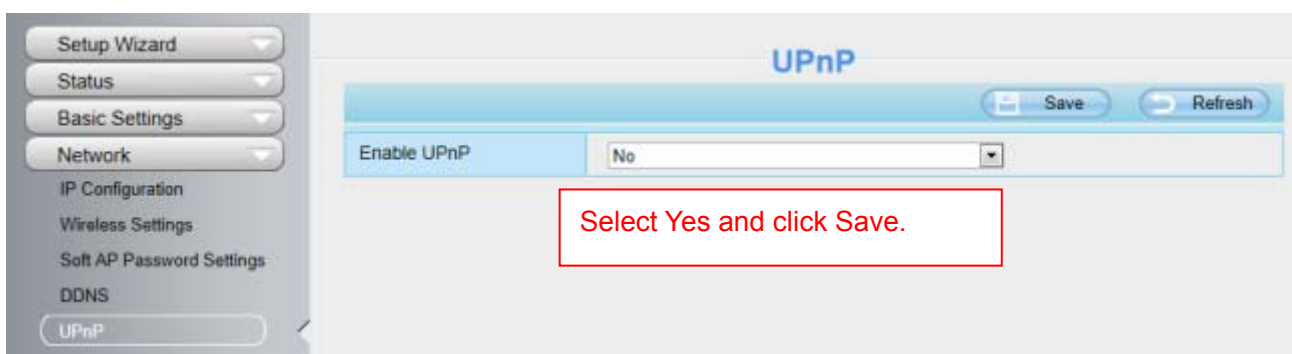 Setup Wizard
Status
Basic Settings
Network
IP Configuration
Wireless Settings
Soft AP Password Settings
DDNS
UPnP
UPnP
Save Refresh
Enable UPnP No
Select Yes and click Save.